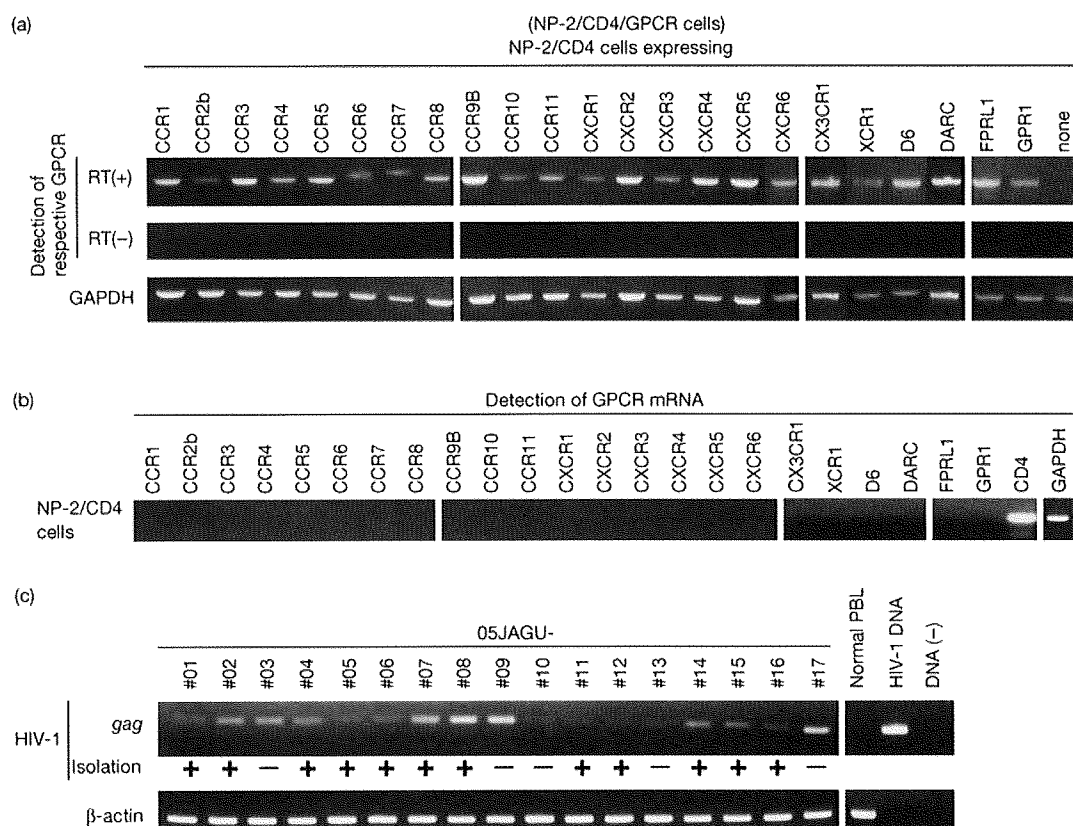 (a)
(NP-2/CD4/GPCR cells)
NP-2/CD4 cells expressing
CCR1 CCR2b CCR3 CCR4 CCR5 CCR6 CCR7 CCR8 CCR9B CCR10 CCR11 CXCR1 CXCR2 CXCR3 CXCR4 CXCR5 CXCR6 CX3CR1 XCR1 D6 DARC FPRL1 GPR1 none
Detection of
respective GPCR
RT(+)
RT(−)
GAPDH
(b)
Detection of GPCR mRNA
CCR1 CCR2b CCR3 CCR4 CCR5 CCR6 CCR7 CCR8 CCR9B CCR10 CCR11 CXCR1 CXCR2 CXCR3 CXCR4 CXCR5 CXCR6 CX3CR1 XCR1 D6 DARC FPRL1 GPR1 CD4 GAPDH
NP-2/CD4
cells
(c)
05JAGU-
#01 #02 #03 #04 #05 #06 #07 #08 #09 #10 #11 #12 #13 #14 #15 #16 #17 Normal PBL HIV-1 DNA DNA (−)
HIV-1
gag
Isolation + + − + + + + + − − + + − + + + −
β-actin